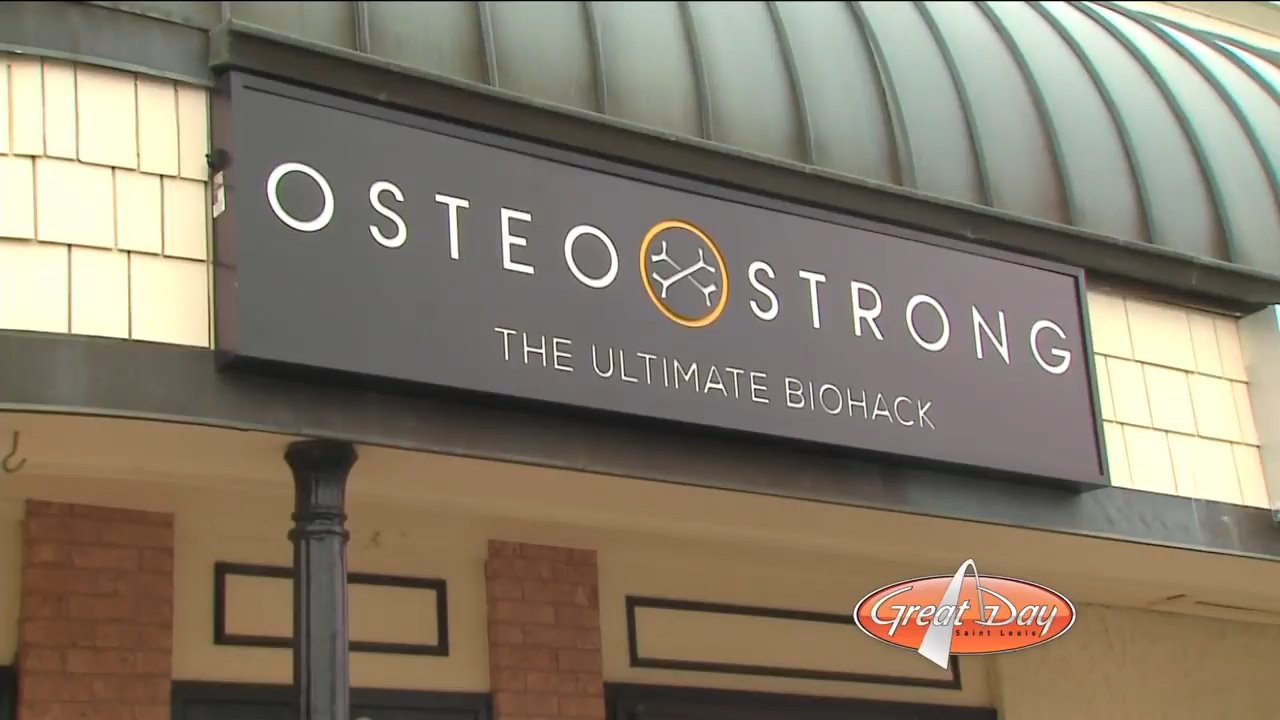 OSTEO STRONG
THE ULTIMATE BIOHACK
Great Day
Saint Louis